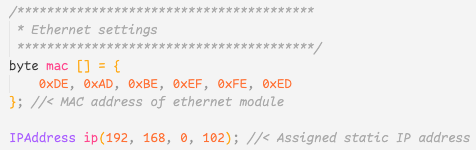 /***************************************
 * Ethernet settings
 ***************************************/
byte mac [] = {
    0xDE, 0xAD, 0xBE, 0xEF, 0xFE, 0xED
}; //< MAC address of ethernet module

IPAddress ip(192, 168, 0, 102); //< Assigned static IP address